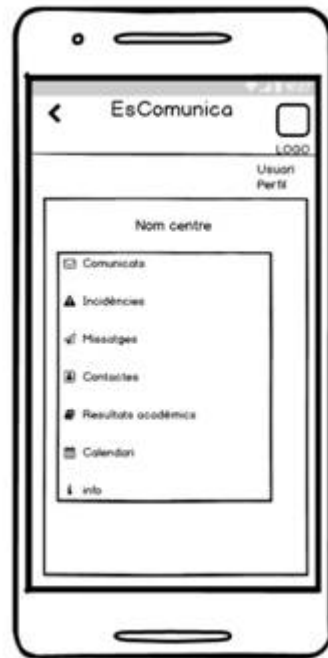 EsComunica
LOGO
Usuari
Perfil
Nom centre
Comunicats
Incidències
Missatges
Contactes
Resultats acadèmics
Calendari
info